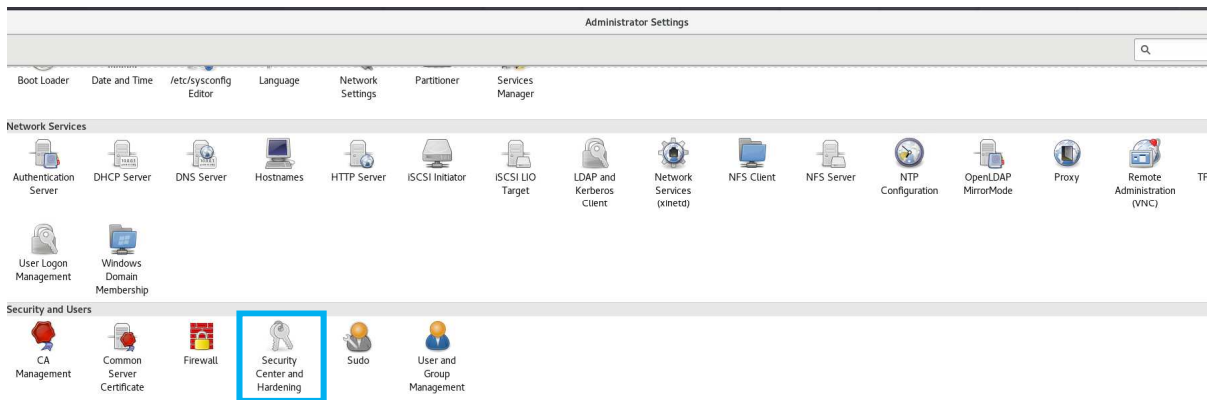 Administrator Settings
Boot Loader
Date and Time
/etc/sysconfig
Editor
Language
Network
Settings
Partitioner
Services
Manager
Network Services
Authentication
Server
DHCP Server
DNS Server
Hostnames
HTTP Server
iSCSI Initiator
iSCSI LIO
Target
LDAP and
Kerberos
Client
Network
Services
(xinetd)
NFS Client
NFS Server
NTP
Configuration
OpenLDAP
MirrorMode
Proxy
Remote
Administration
(VNC)
User Logon
Management
Windows
Domain
Membership
Security and Users
CA
Management
Common
Server
Certificate
Firewall
Security
Center and
Hardening
Sudo
User and
Group
Management